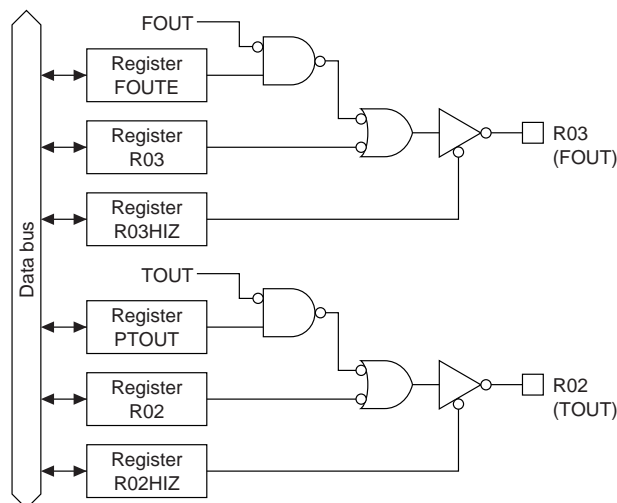 FOUT
Register
FOUTE
Register
R03
R03
(FOUT)
Register
R03HIZ
Data bus
TOUT
Register
PTOUT
Register
R02
R02
(TOUT)
Register
R02HIZ